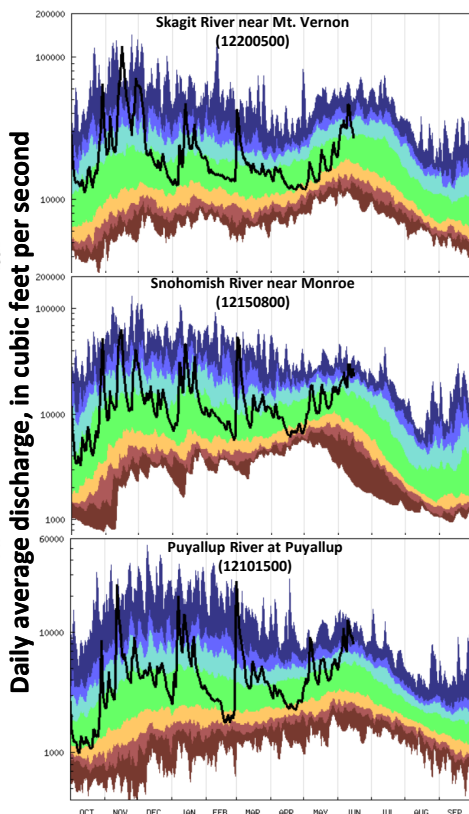 Daily average discharge, in cubic feet per second
200000
Skagit River near Mt. Vernon
(12200500)
10000
200000
Snohomish River near Monroe
(12150800)
10000
1000
60000
Puyallup River at Puyallup
(12101500)
10000
1000
OCT NOV DEC JAN FEB MAR APR MAY JUN JUL AUG SEP